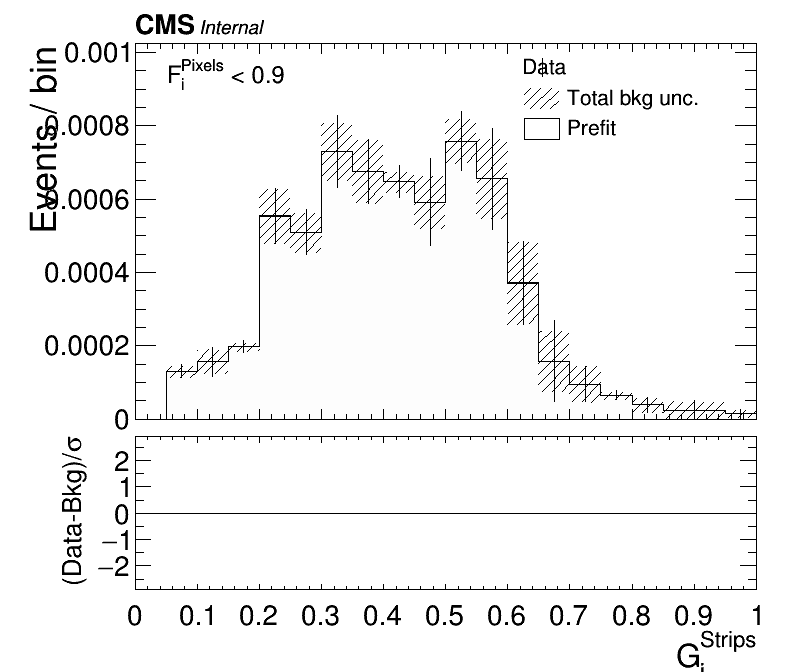 CMS Internal
F_i^Pixels < 0.9
Data
Total bkg unc.
Prefit
Events / bin
0.001
0.0008
0.0006
0.0004
0.0002
0
(Data-Bkg)/σ
2
1
0
−1
−2
0 0.1 0.2 0.3 0.4 0.5 0.6 0.7 0.8 0.9 1
G_i^Strips